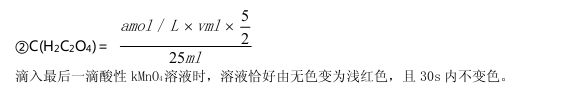 ②C(H₂C₂O₄)= amol / L × vml × 5/2 / 25ml
滴入最后一滴酸性 kMnO₄溶液时，溶液恰好由无色变为浅红色，且 30s 内不变色。